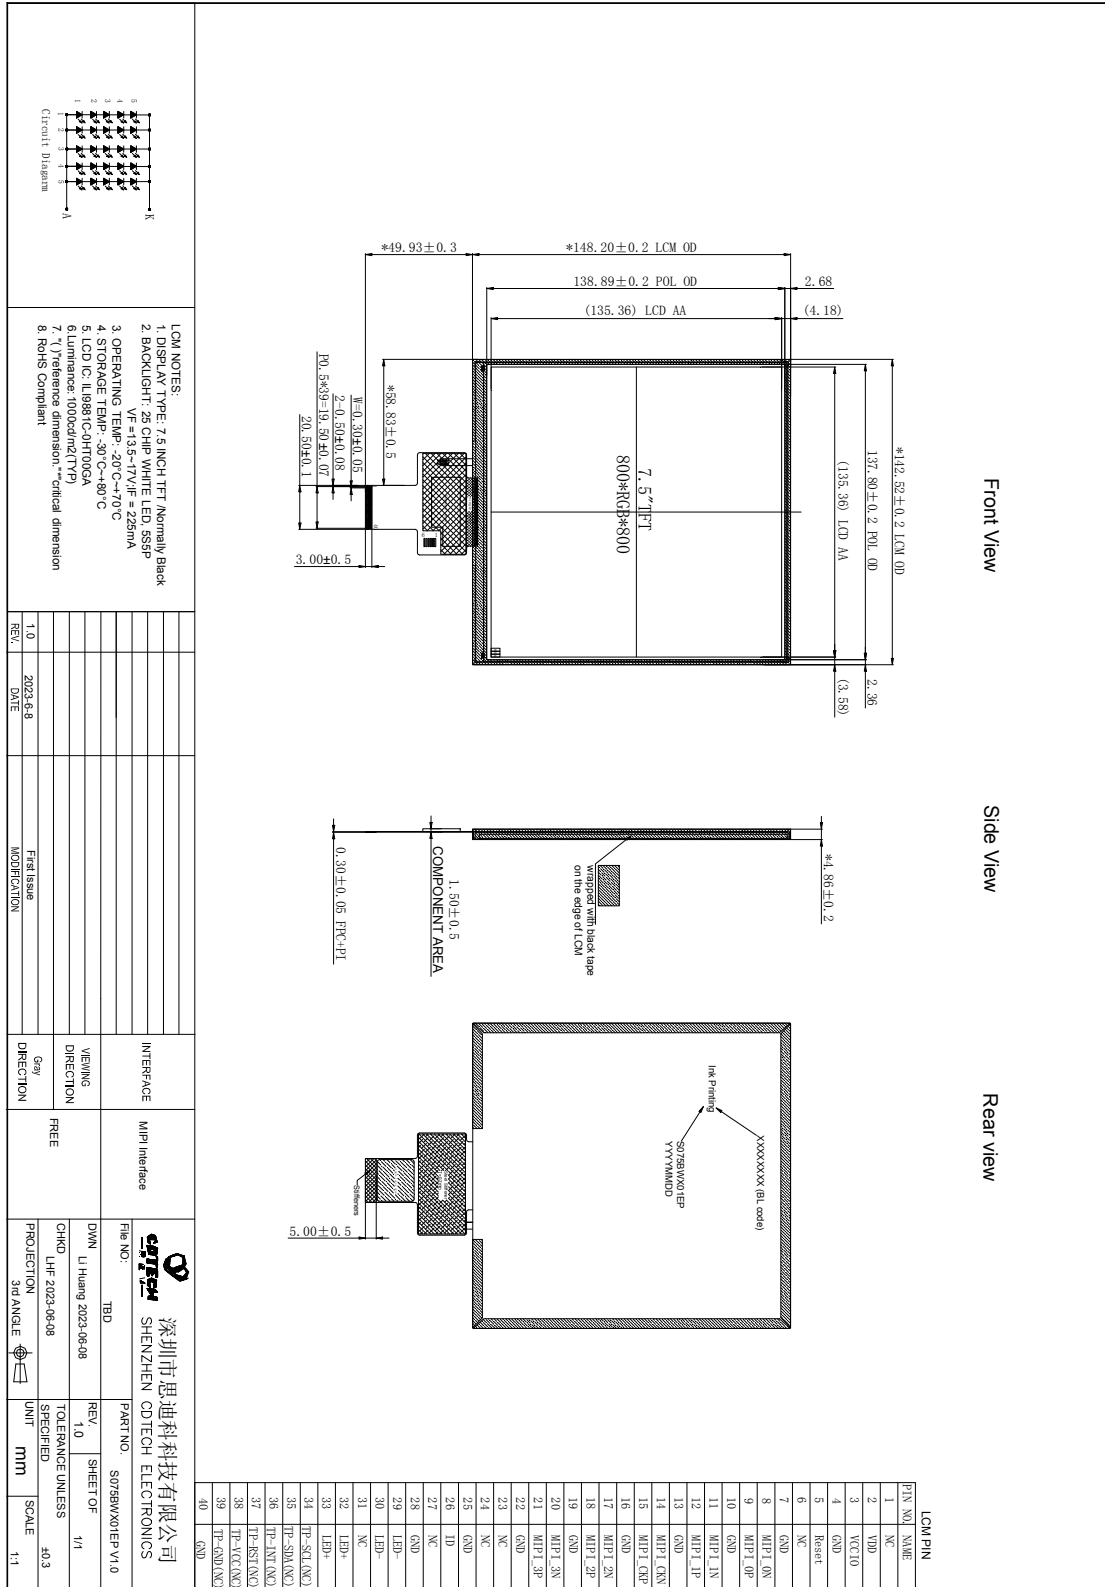 Front View
Side View
Rear view
*142.52±0.2 LCM OD
137.80±0.2 POL OD
(135.36) LCD AA
2.36
(3.58)
*148.20±0.2 LCM OD
138.89±0.2 POL OD
(135.36) LCD AA
2.68
(4.18)
*49.93±0.3
7.5"TFT
800*RGB*800
*58.83±0.5
W=0.30±0.05
2-0.50±0.08
P0.5*39=19.50±0.07
20.50±0.1
3.00±0.5
*4.86±0.2
wrapped with black tape
on the edge of LCM
1.50±0.5
COMPONENT AREA
0.30±0.05 FPC+PI
Ink Printing
XXXXXXXX (BL code)
S075BWX01EP
YYYYMMDD
Stiffeners
5.00±0.5
LCM PIN
PIN NO. NAME
1 NC
2 VDD
3 VCCIO
4 GND
5 Reset
6 NC
7 GND
8 MIPI_0N
9 MIPI_0P
10 GND
11 MIPI_1N
12 MIPI_1P
13 GND
14 MIPI_CKN
15 MIPI_CKP
16 GND
17 MIPI_2N
18 MIPI_2P
19 GND
20 MIPI_3N
21 MIPI_3P
22 GND
23 NC
24 NC
25 GND
26 ID
27 NC
28 GND
29 LED-
30 LED-
31 NC
32 LED+
33 LED+
34 TP-SCL(NC)
35 TP-SDA(NC)
36 TP-INT(NC)
37 TP-RST(NC)
38 TP-VCC(NC)
39 TP-GND(NC)
40 GND
5 4 3 2 1
1 2 3 4 5
K
A
Circuit Diagarm
LCM NOTES:
1. DISPLAY TYPE: 7.5 INCH TFT /Normally Black
2. BACKLIGHT: 25 CHIP WHITE LED, 5S5P
VF =13.5~17V;IF = 225mA
3. OPERATING TEMP: -20°C~+70°C
4. STORAGE TEMP: -30°C~+80°C
5. LCD IC: ILI9881C-0HT00GA
6.Luminance:1000cd/m2(TYP)
7. "( )"reference dimension."*"critical dimension
8. RoHS Compliant
1.0 2023-6-8 First Issue
REV. DATE MODIFICATION
INTERFACE MIPI Interface
VIEWING
DIRECTION
FREE
Gray
DIRECTION
CDTECH
深圳市思迪科科技有限公司
SHENZHEN CDTECH ELECTRONICS
File NO: TBD
PART NO. S075BWX01EP V1.0
DWN Li Huang 2023-06-08
REV. 1.0
SHEET OF 1/1
CHKD LHF 2023-06-08
TOLERANCE UNLESS
SPECIFIED ±0.3
PROJECTION 3rd ANGLE
UNIT mm
SCALE 1:1